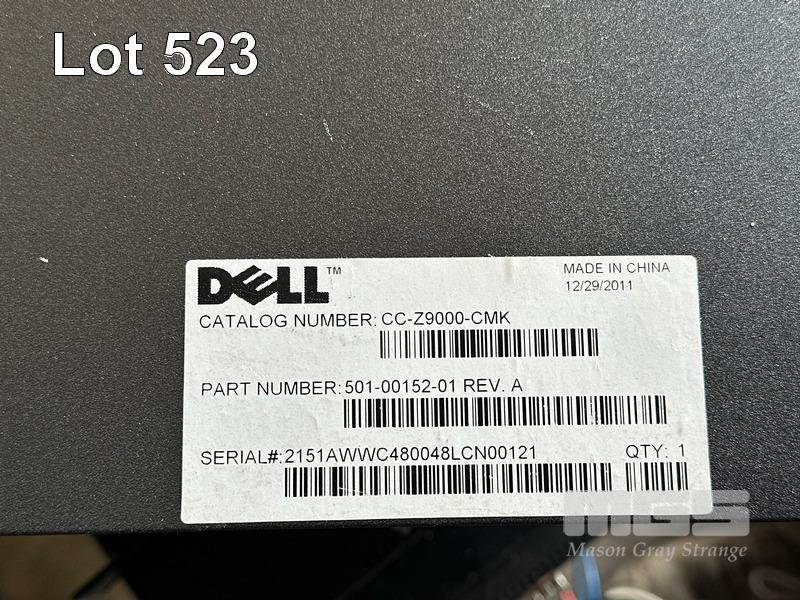 Lot 523
DELL™
MADE IN CHINA
12/29/2011
CATALOG NUMBER: CC-Z9000-CMK
PART NUMBER: 501-00152-01 REV. A
SERIAL#: 2151AWWC480048LCN00121 QTY: 1
MGS
Mason Gray Strange